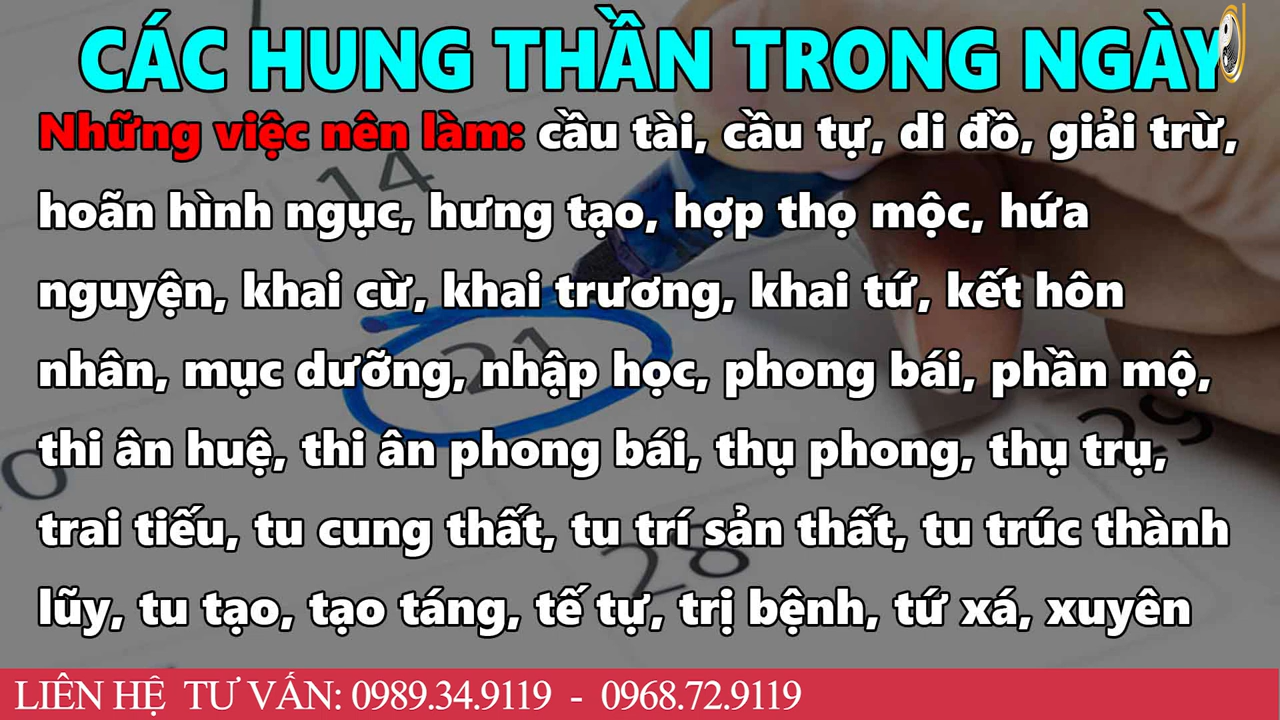 CÁC HUNG THẦN TRONG NGÀY
Những việc nên làm: cầu tài, cầu tự, di đồ, giải trừ,
hoãn hình ngục, hưng tạo, hợp thọ mộc, hứa
nguyện, khai cừ, khai trương, khai tứ, kết hôn
nhân, mục dưỡng, nhập học, phong bái, phần mộ,
thi ân huệ, thi ân phong bái, thụ phong, thụ trụ,
trai tiếu, tu cung thất, tu trí sản thất, tu trúc thành
lũy, tu tạo, tạo táng, tế tự, trị bệnh, tứ xá, xuyên
14
21
28
29
LIÊN HỆ TƯ VẤN: 0989.34.9119 - 0968.72.9119